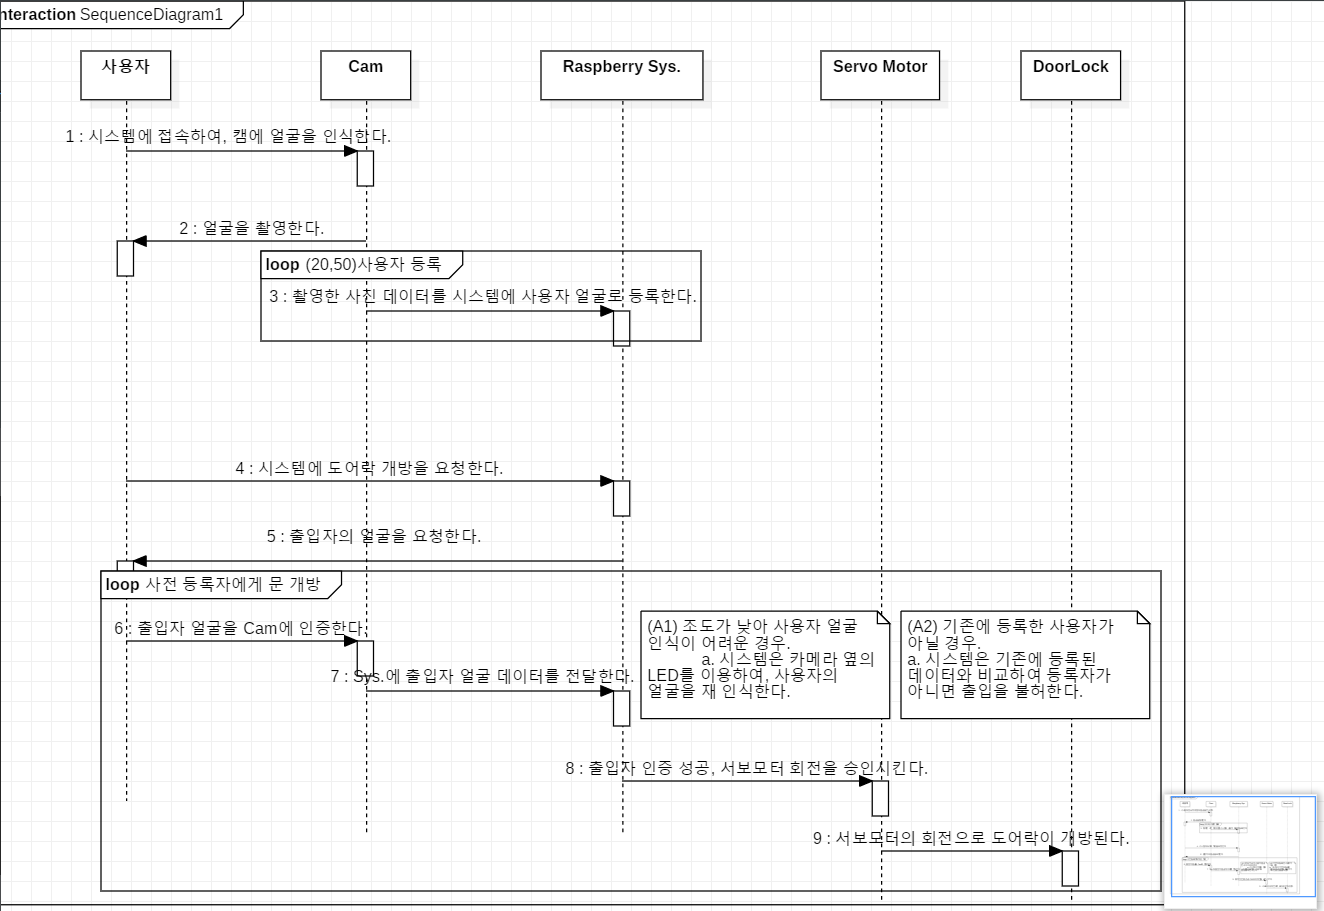 nteraction SequenceDiagram1
사용자
Cam
Raspberry Sys.
Servo Motor
DoorLock
1 : 시스템에 접속하여, 캠에 얼굴을 인식한다.
2 : 얼굴을 촬영한다.
loop (20,50)사용자 등록
3 : 촬영한 사진 데이터를 시스템에 사용자 얼굴로 등록한다.
4 : 시스템에 도어락 개방을 요청한다.
5 : 출입자의 얼굴을 요청한다.
loop 사전 등록자에게 문 개방
6 : 출입자 얼굴을 Cam에 인증한다.
7 : Sys.에 출입자 얼굴 데이터를 전달한다.
(A1) 조도가 낮아 사용자 얼굴
인식이 어려운 경우.
a. 시스템은 카메라 옆의
LED를 이용하여, 사용자의
얼굴을 재 인식한다.
(A2) 기존에 등록한 사용자가
아닐 경우.
a. 시스템은 기존에 등록된
데이터와 비교하여 등록자가
아니면 출입을 불허한다.
8 : 출입자 인증 성공, 서보모터 회전을 승인시킨다.
9 : 서보모터의 회전으로 도어락이 개방된다.